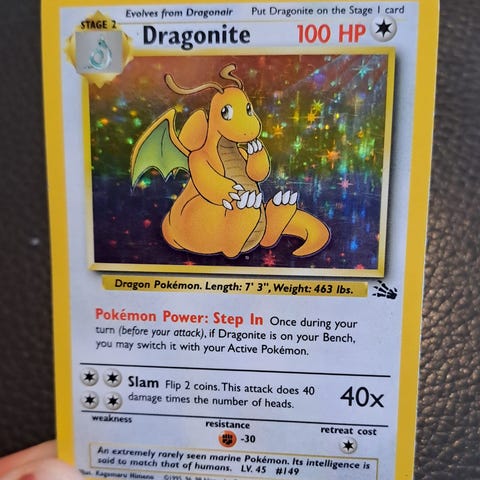 Evolves from Dragonair Put Dragonite on the Stage 1 card
STAGE 2
Dragonite 100 HP
Dragon Pokémon. Length: 7' 3", Weight: 463 lbs.
Pokémon Power: Step In Once during your
turn (before your attack), if Dragonite is on your Bench,
you may switch it with your Active Pokémon.
Slam Flip 2 coins. This attack does 40
damage times the number of heads.
40x
weakness resistance retreat cost
-30
An extremely rarely seen marine Pokémon. Its intelligence is
said to match that of humans. LV. 45 #149
Illus. Kagemaru Himeno